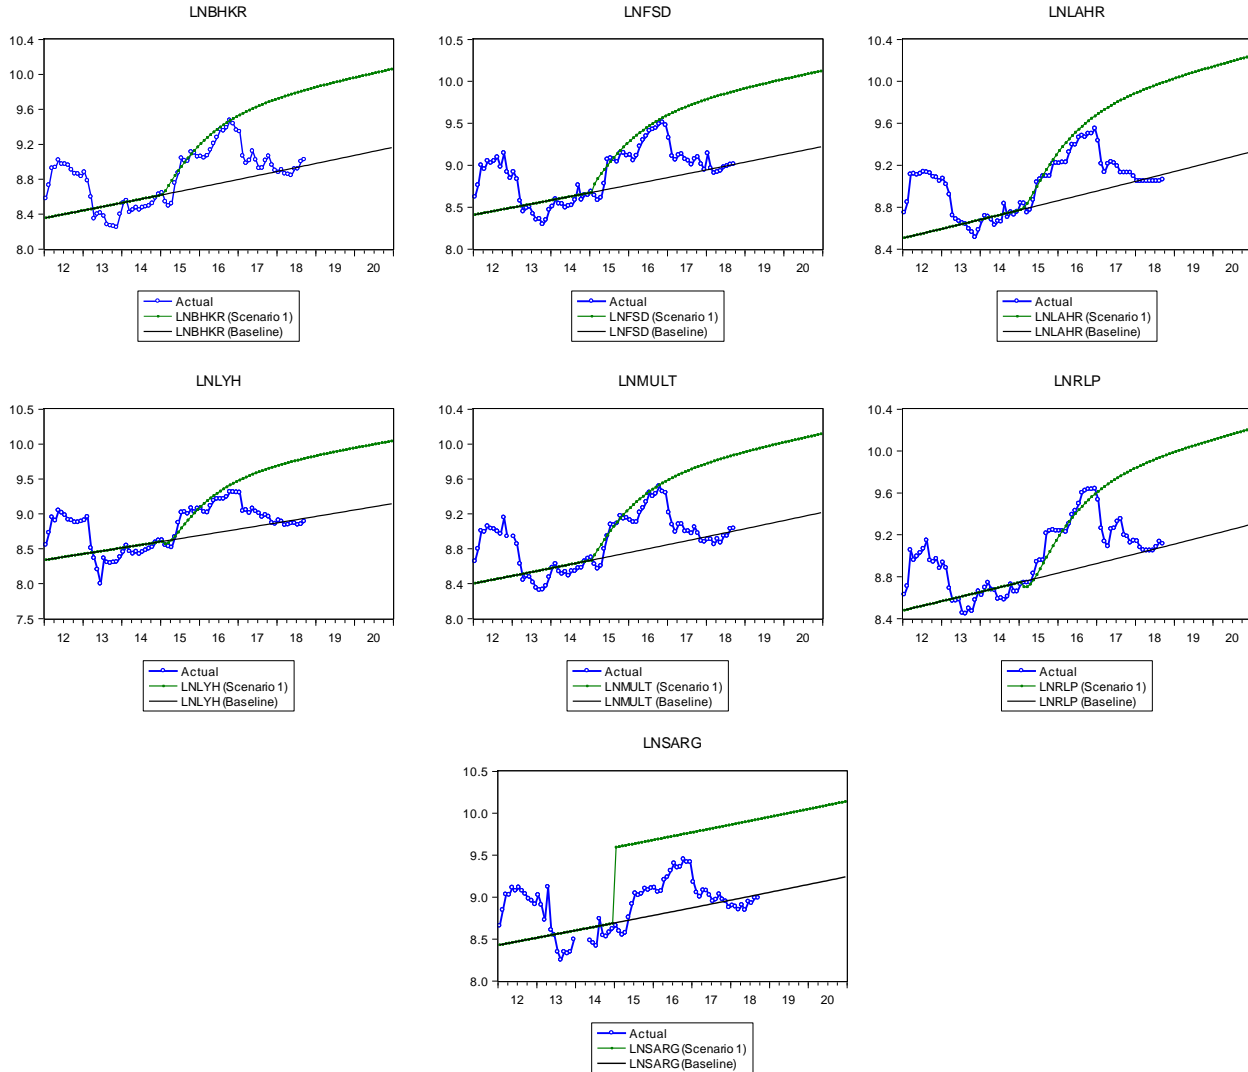 LNBHKR
10.4
10.0
9.6
9.2
8.8
8.4
8.0
12 13 14 15 16 17 18 19 20
Actual
LNBHKR (Scenario 1)
LNBHKR (Baseline)
LNFSD
10.5
10.0
9.5
9.0
8.5
8.0
12 13 14 15 16 17 18 19 20
Actual
LNFSD (Scenario 1)
LNFSD (Baseline)
LNLAHR
10.4
10.0
9.6
9.2
8.8
8.4
12 13 14 15 16 17 18 19 20
Actual
LNLAHR (Scenario 1)
LNLAHR (Baseline)
LNLYH
10.5
10.0
9.5
9.0
8.5
8.0
7.5
12 13 14 15 16 17 18 19 20
Actual
LNLYH (Scenario 1)
LNLYH (Baseline)
LNMULT
10.4
10.0
9.6
9.2
8.8
8.4
8.0
12 13 14 15 16 17 18 19 20
Actual
LNMULT (Scenario 1)
LNMULT (Baseline)
LNRLP
10.4
10.0
9.6
9.2
8.8
8.4
12 13 14 15 16 17 18 19 20
Actual
LNRLP (Scenario 1)
LNRLP (Baseline)
LNSARG
10.5
10.0
9.5
9.0
8.5
8.0
12 13 14 15 16 17 18 19 20
Actual
LNSARG (Scenario 1)
LNSARG (Baseline)